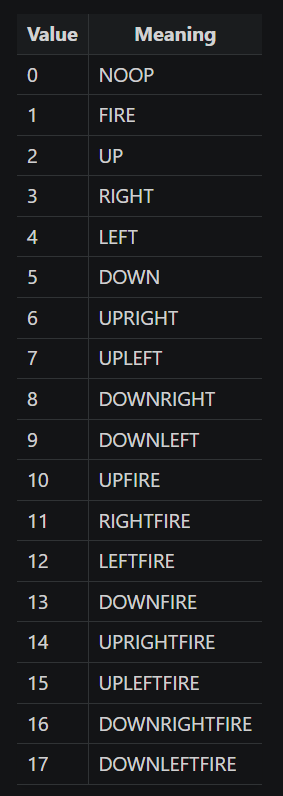 Value Meaning
0 NOOP
1 FIRE
2 UP
3 RIGHT
4 LEFT
5 DOWN
6 UPRIGHT
7 UPLEFT
8 DOWNRIGHT
9 DOWNLEFT
10 UPFIRE
11 RIGHTFIRE
12 LEFTFIRE
13 DOWNFIRE
14 UPRIGHTFIRE
15 UPLEFTFIRE
16 DOWNRIGHTFIRE
17 DOWNLEFTFIRE